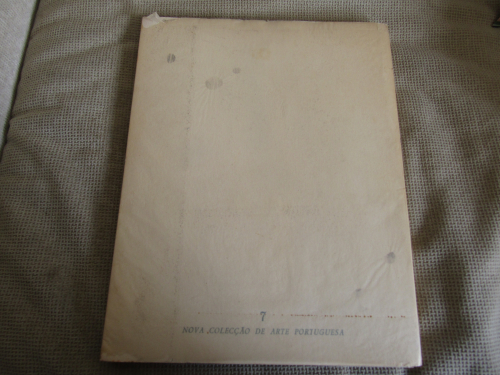 7
NOVA COLECÇÃO DE ARTE PORTUGUESA